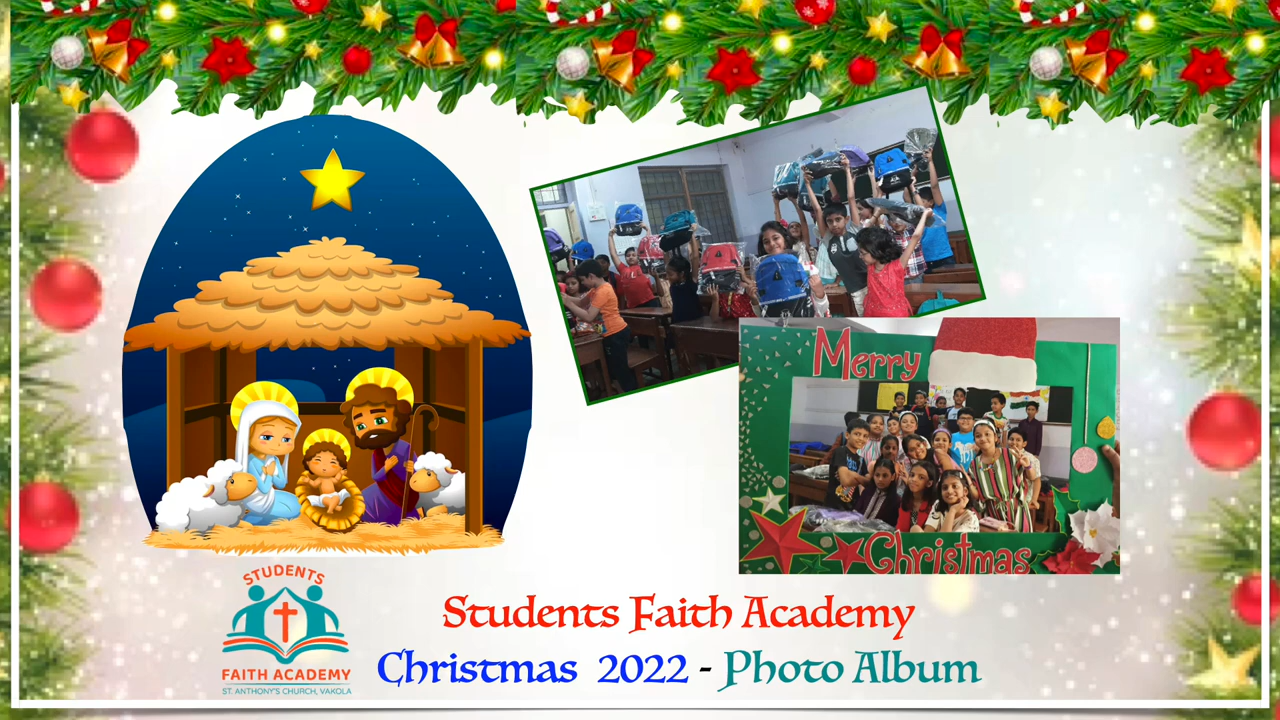 Merry
Christmas
STUDENTS
FAITH ACADEMY
ST. ANTHONY'S CHURCH, VAKOLA
Students Faith Academy
Christmas 2022 - Photo Album